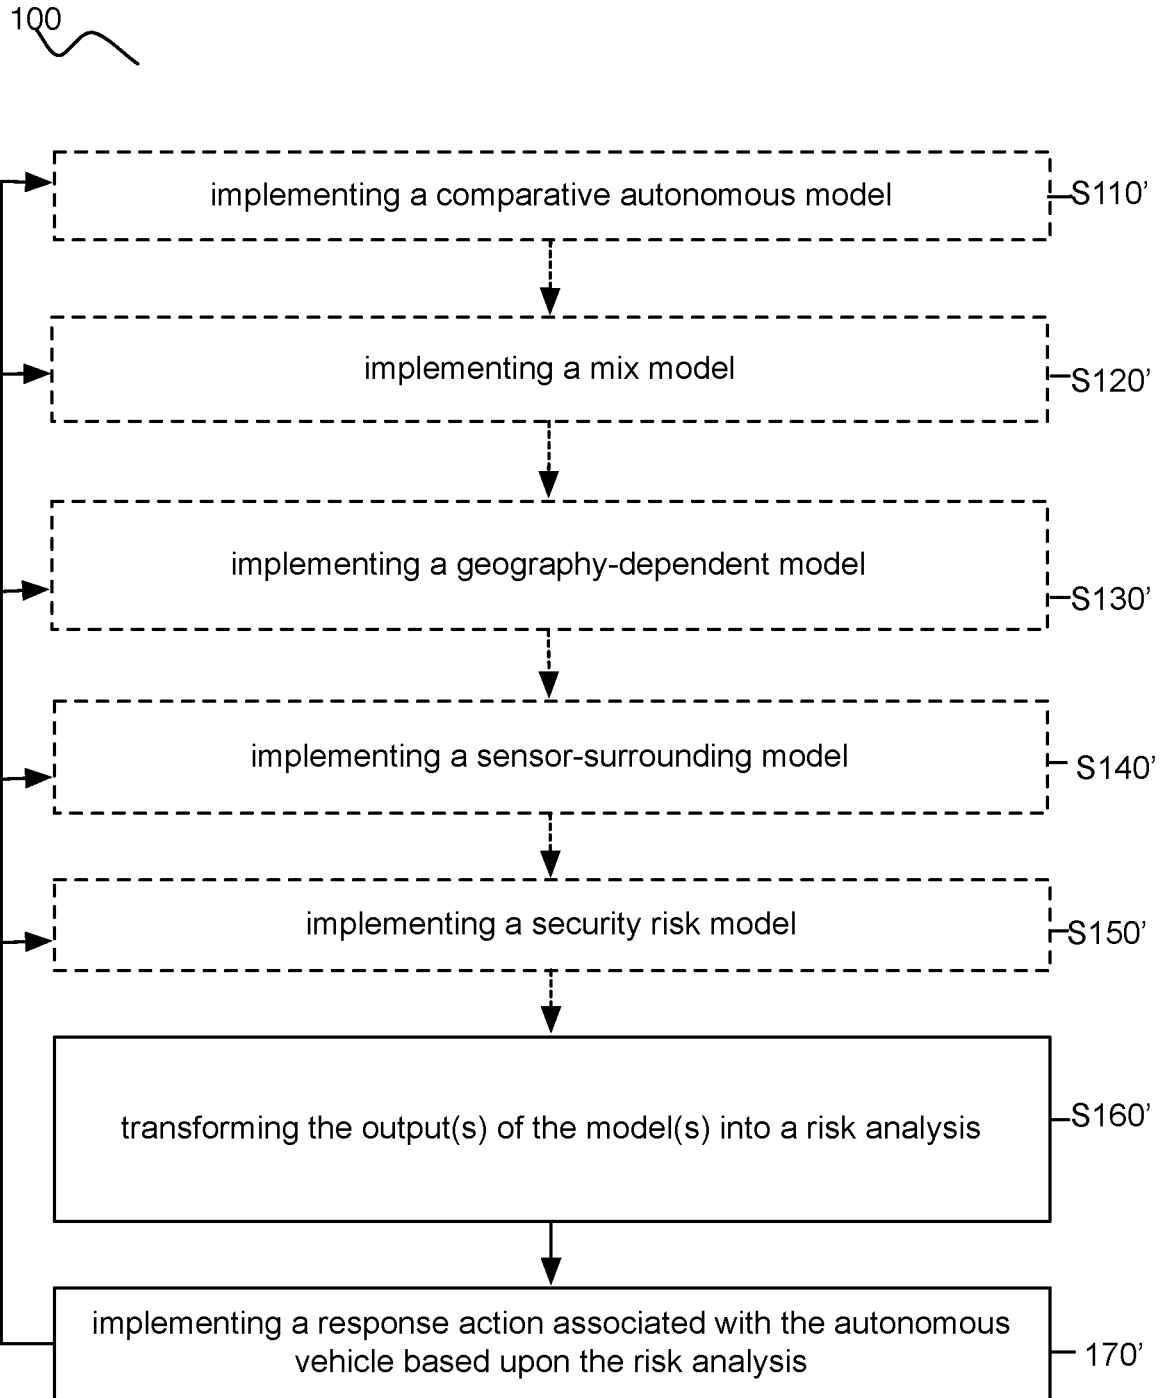 100
implementing a comparative autonomous model
S110’
implementing a mix model
S120’
implementing a geography-dependent model
S130’
implementing a sensor-surrounding model
S140’
implementing a security risk model
S150’
transforming the output(s) of the model(s) into a risk analysis
S160’
implementing a response action associated with the autonomous
vehicle based upon the risk analysis
170’